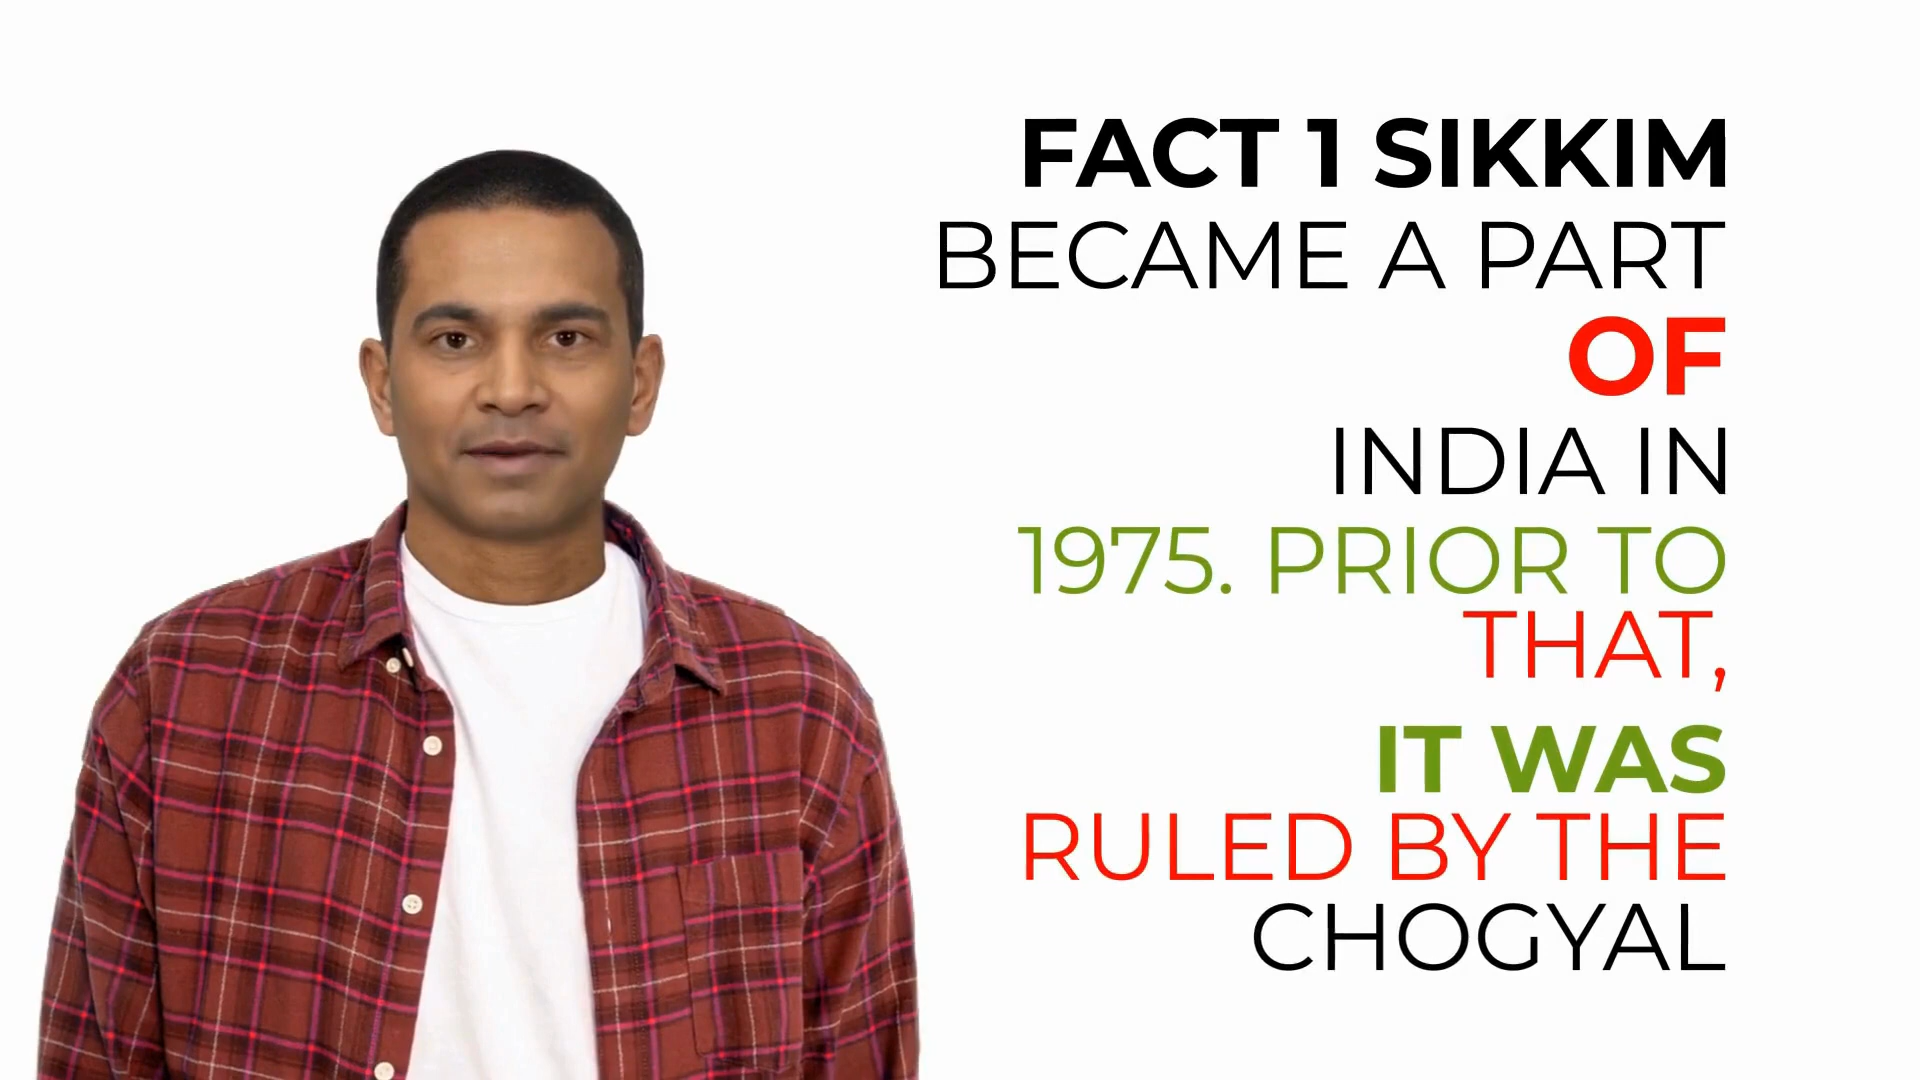 FACT 1 SIKKIM
BECAME A PART
OF
INDIA IN
1975. PRIOR TO
THAT,
IT WAS
RULED BY THE
CHOGYAL